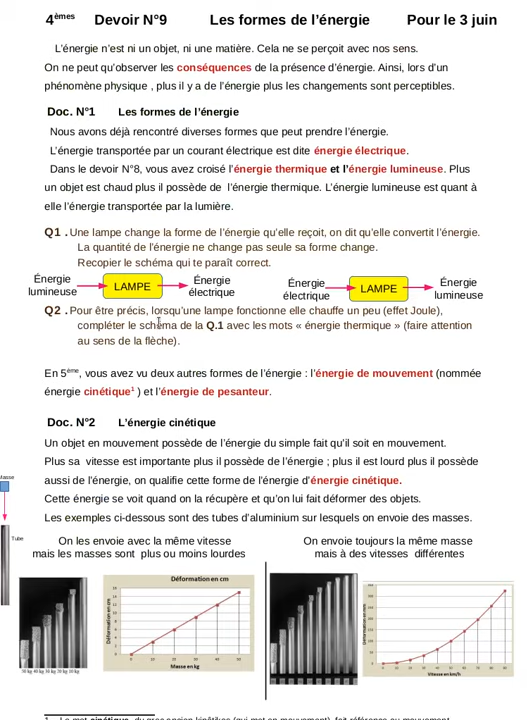 4èmes Devoir N°9 Les formes de l’énergie Pour le 3 juin
L’énergie n’est ni un objet, ni une matière. Cela ne se perçoit avec nos sens.
On ne peut qu’observer les conséquences de la présence d’énergie. Ainsi, lors d’un
phénomène physique , plus il y a de l’énergie plus les changements sont perceptibles.
Doc. N°1 Les formes de l’énergie
Nous avons déjà rencontré diverses formes que peut prendre l’énergie.
L’énergie transportée par un courant électrique est dite énergie électrique.
Dans le devoir N°8, vous avez croisé l’énergie thermique et l’énergie lumineuse. Plus
un objet est chaud plus il possède de l’énergie thermique. L’énergie lumineuse est quant à
elle l’énergie transportée par la lumière.
Q1 . Une lampe change la forme de l’énergie qu’elle reçoit, on dit qu’elle convertit l’énergie.
La quantité de l’énergie ne change pas seule sa forme change.
Recopier le schéma qui te paraît correct.
Énergie lumineuse LAMPE Énergie électrique
Énergie électrique LAMPE Énergie lumineuse
Q2 . Pour être précis, lorsqu’une lampe fonctionne elle chauffe un peu (effet Joule),
compléter le schéma de la Q.1 avec les mots « énergie thermique » (faire attention
au sens de la flèche).
En 5ème, vous avez vu deux autres formes de l’énergie : l’énergie de mouvement (nommée
énergie cinétique1 ) et l’énergie de pesanteur.
Doc. N°2 L’énergie cinétique
Un objet en mouvement possède de l’énergie du simple fait qu’il soit en mouvement.
Plus sa vitesse est importante plus il possède de l’énergie ; plus il est lourd plus il possède
aussi de l’énergie, on qualifie cette forme de l’énergie d’énergie cinétique.
Cette énergie se voit quand on la récupère et qu’on lui fait déformer des objets.
Les exemples ci-dessous sont des tubes d’aluminium sur lesquels on envoie des masses.
Masse
Tube
On les envoie avec la même vitesse
mais les masses sont plus ou moins lourdes
On envoie toujours la même masse
mais à des vitesses différentes
Déformation en cm
Déformation en cm
Masse en kg
50 kg 40 kg 30 kg 20 kg 10 kg
Vitesse en km/h